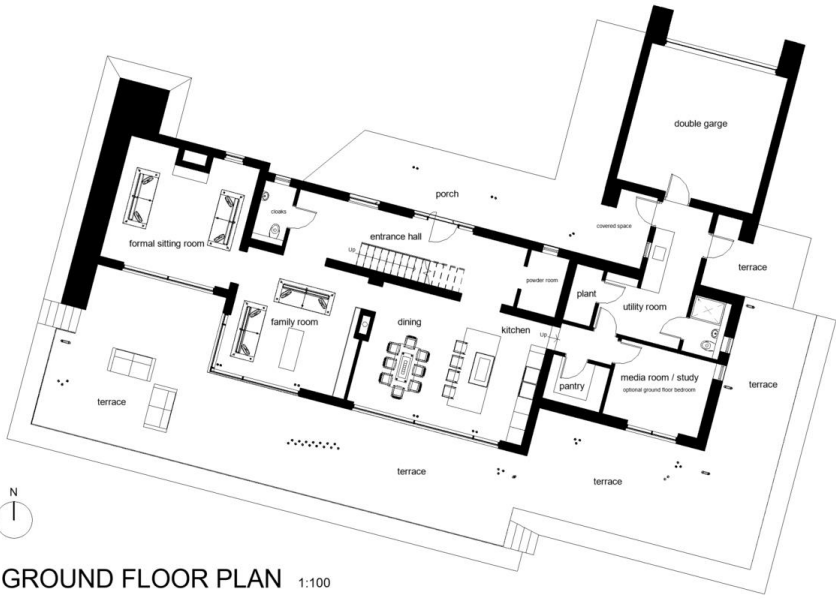 double garge
porch
cloaks
covered space
entrance hall
formal sitting room
Up
terrace
powder room
plant
utility room
family room
dining
kitchen
Up
media room / study
optional ground floor bedroom
pantry
terrace
terrace
terrace
terrace
N
GROUND FLOOR PLAN 1:100